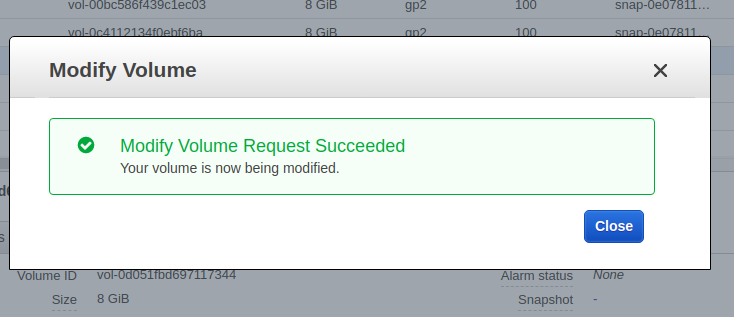 vol-00bc586f439c1ec03 8 GiB gp2 100 snap-0e07811…
vol-0c4112134f0ebf6ba 8 GiB gp2 100 snap-0e07811
Modify Volume
Modify Volume Request Succeeded
Your volume is now being modified.
Close
Volume ID vol-0d051fbd697117344 Alarm status None
Size 8 GiB Snapshot -